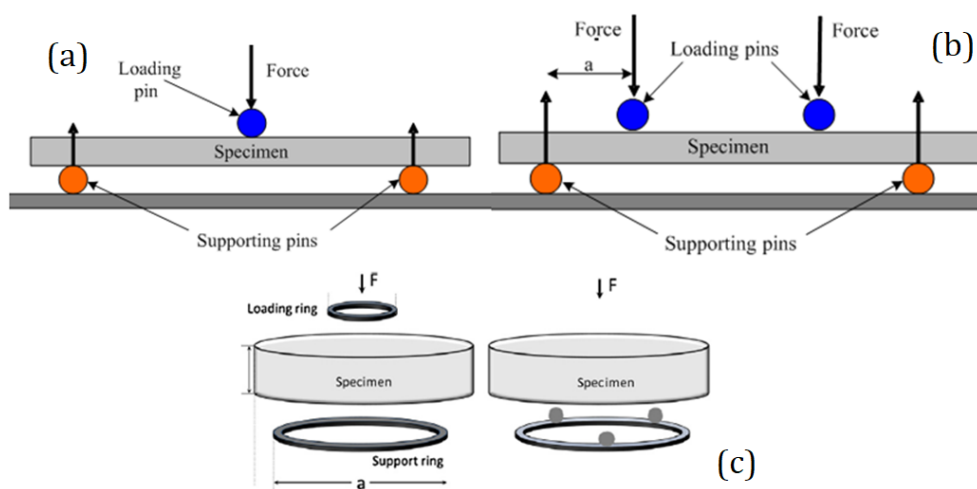 (a)
Loading
pin
Force
Specimen
Supporting pins
(b)
Force
Loading pins
Force
a
Specimen
Supporting pins
F
Loading ring
Specimen
Support ring
a
F
Specimen
(c)